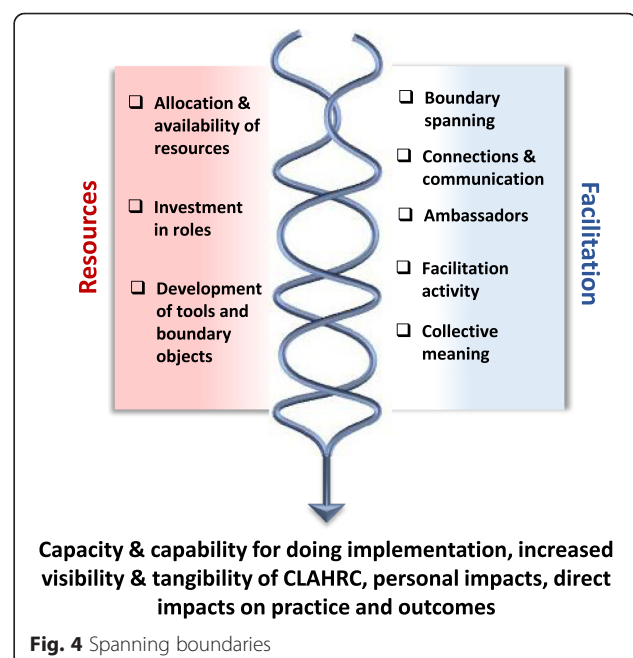 Resources
❑ Allocation &
availability of
resources
❑ Investment
in roles
❑ Development
of tools and
boundary
objects
❑ Boundary
spanning
❑ Connections &
communication
❑ Ambassadors
❑ Facilitation
activity
❑ Collective
meaning
Facilitation
Capacity & capability for doing implementation, increased
visibility & tangibility of CLAHRC, personal impacts, direct
impacts on practice and outcomes
Fig. 4 Spanning boundaries